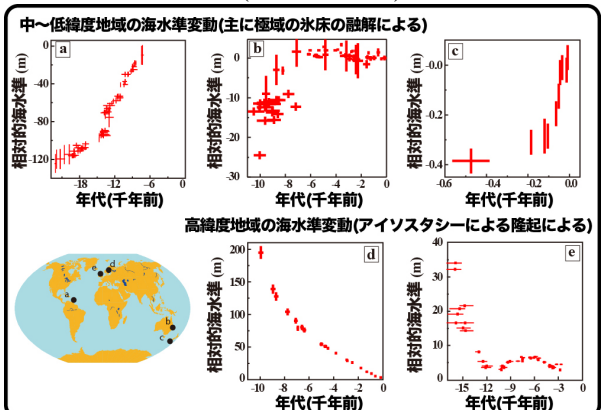 中～低緯度地域の海水準変動(主に極域の氷床の融解による)
a
相対的海水準 (m)
0
-40
-80
-120
-18
-12
-6
0
年代(千年前)
b
相対的海水準 (m)
0
-10
-20
-30
-10
-8
-6
-4
-2
0
年代(千年前)
c
相対的海水準 (m)
-0.0
-0.2
-0.4
-0.6
-0.4
-0.2
0.0
年代(千年前)
高緯度地域の海水準変動(アイソスタシーによる隆起による)
a
b
c
d
e
d
相対的海水準 (m)
200
150
100
50
0
-10
-8
-6
-4
-2
0
年代(千年前)
e
相対的海水準 (m)
40
30
20
10
0
-15
-12
-9
-6
-3
0
年代(千年前)